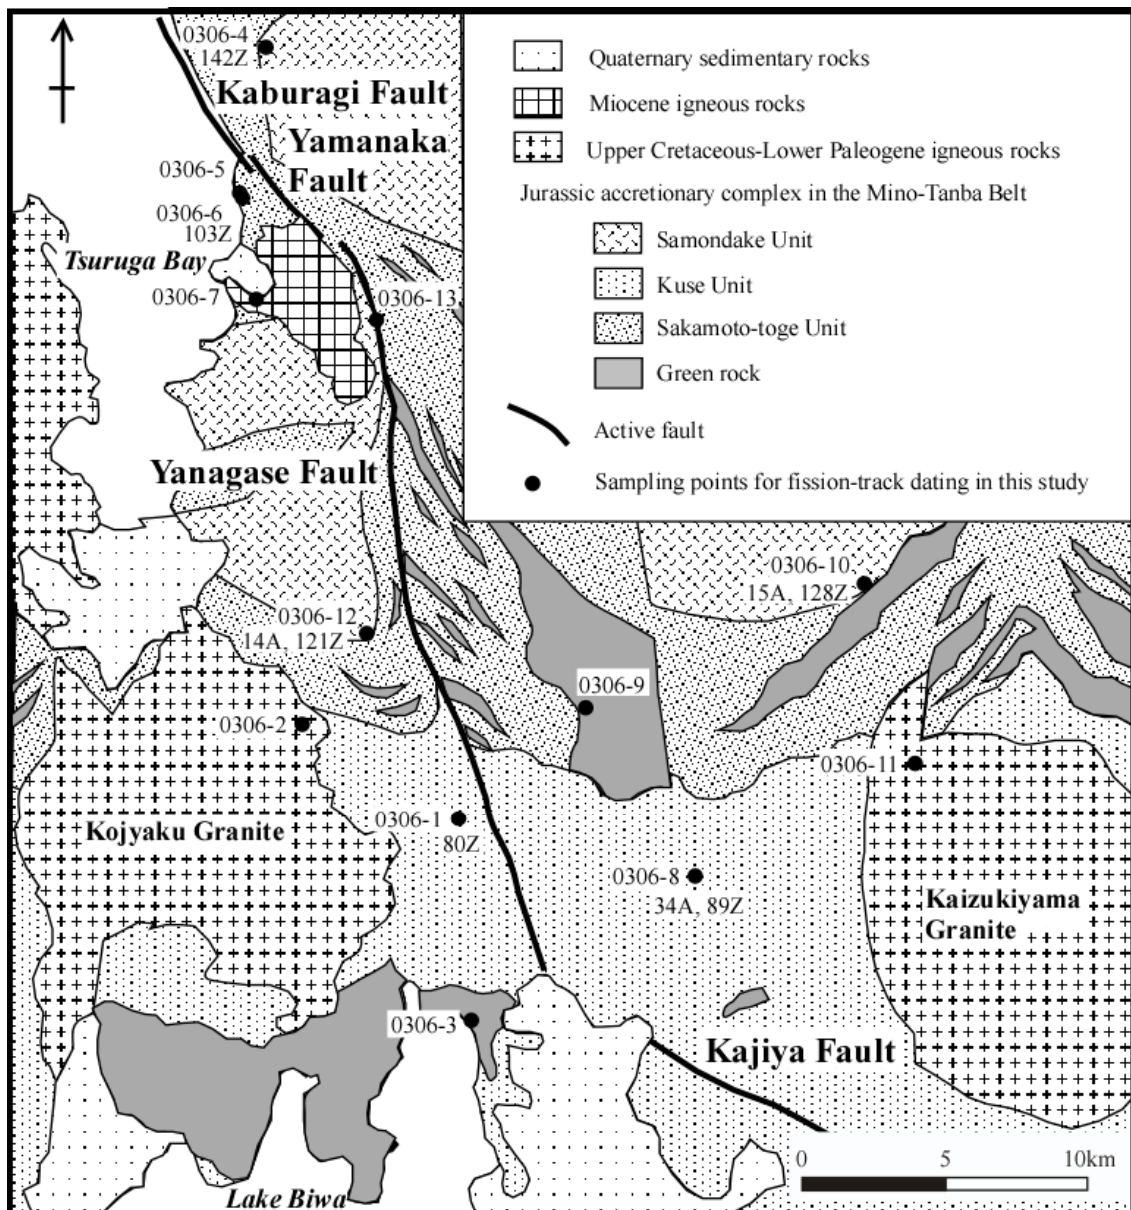 0306-4
142Z
Kaburagi Fault
Yamanaka
Fault
0306-5
0306-6
103Z
Tsuruga Bay
0306-7
0306-13
Quaternary sedimentary rocks
Miocene igneous rocks
Upper Cretaceous-Lower Paleogene igneous rocks
Jurassic accretionary complex in the Mino-Tanba Belt
Samondake Unit
Kuse Unit
Sakamoto-toge Unit
Green rock
Active fault
Sampling points for fission-track dating in this study
Yanagase Fault
0306-10
15A, 128Z
0306-12
14A, 121Z
0306-9
0306-2
0306-11
Kojyaku Granite
0306-1
80Z
0306-8
34A, 89Z
Kaizukiyama
Granite
0306-3
Kajiya Fault
Lake Biwa
0 5 10km